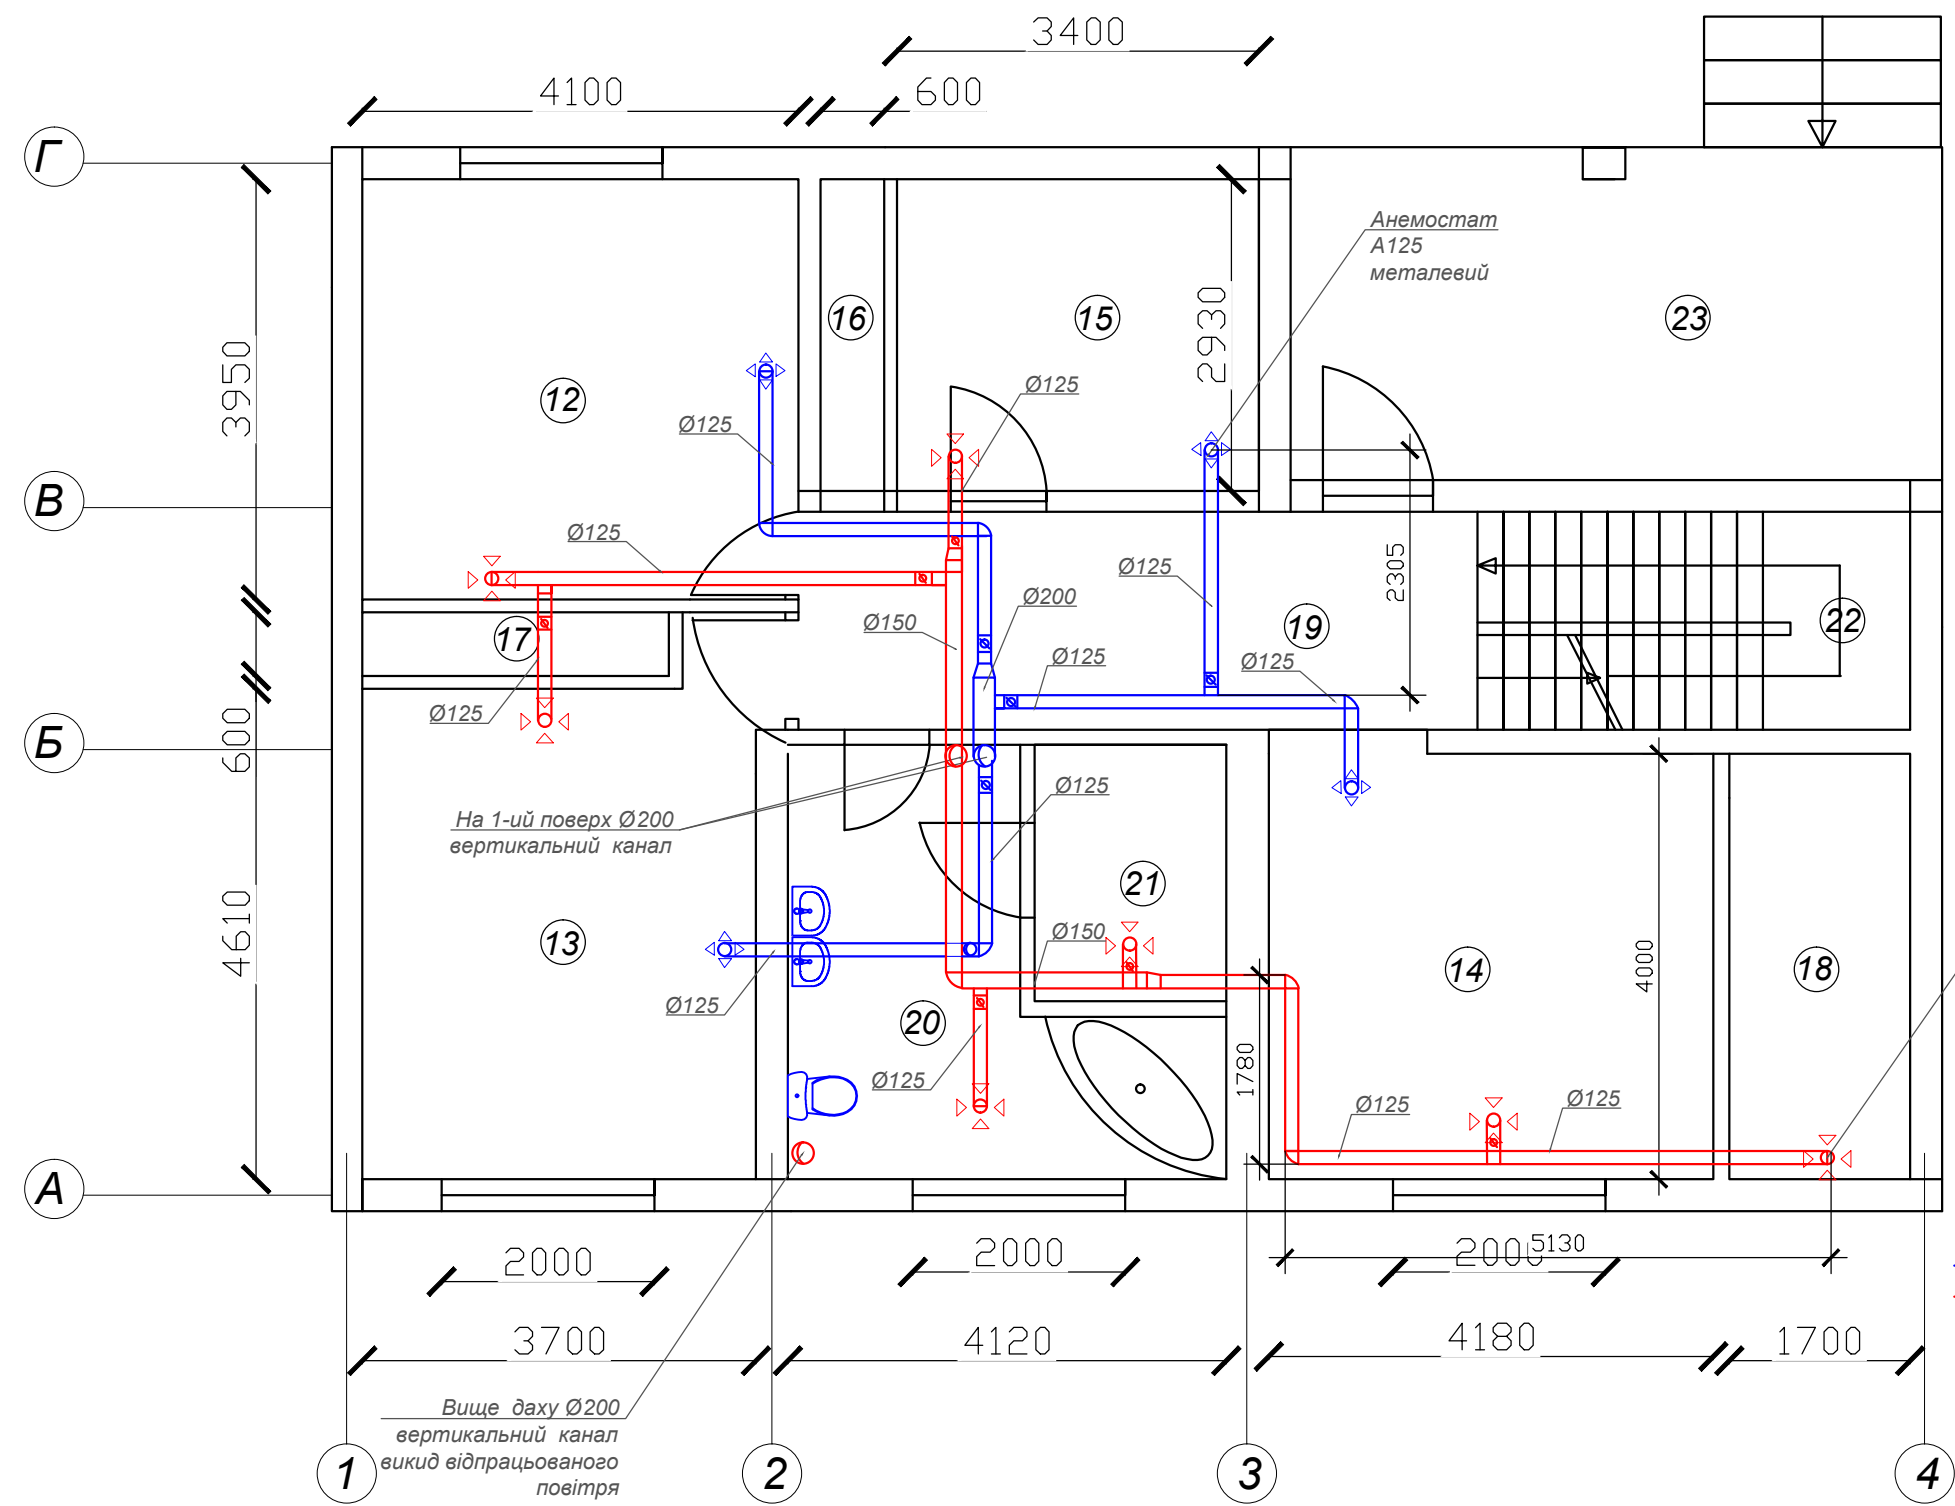 3400
4100
600
Г
Анемостат
А125
металевий
16
15
23
2930
3950
12
Ø125
Ø125
В
Ø125
2305
Ø125
Ø200
17
Ø150
19
22
Ø125
Ø125
Ø125
600
Б
Ø125
На 1-ий поверх Ø200
вертикальний канал
4610
21
13
Ø150
14
4000
18
Ø125
20
1780
Ø125
Ø125
Ø125
А
2000
2000
2000
5130
3700
4120
4180
1700
Вище даху Ø200
вертикальний канал
викид відпрацьованого
повітря
1
2
3
4